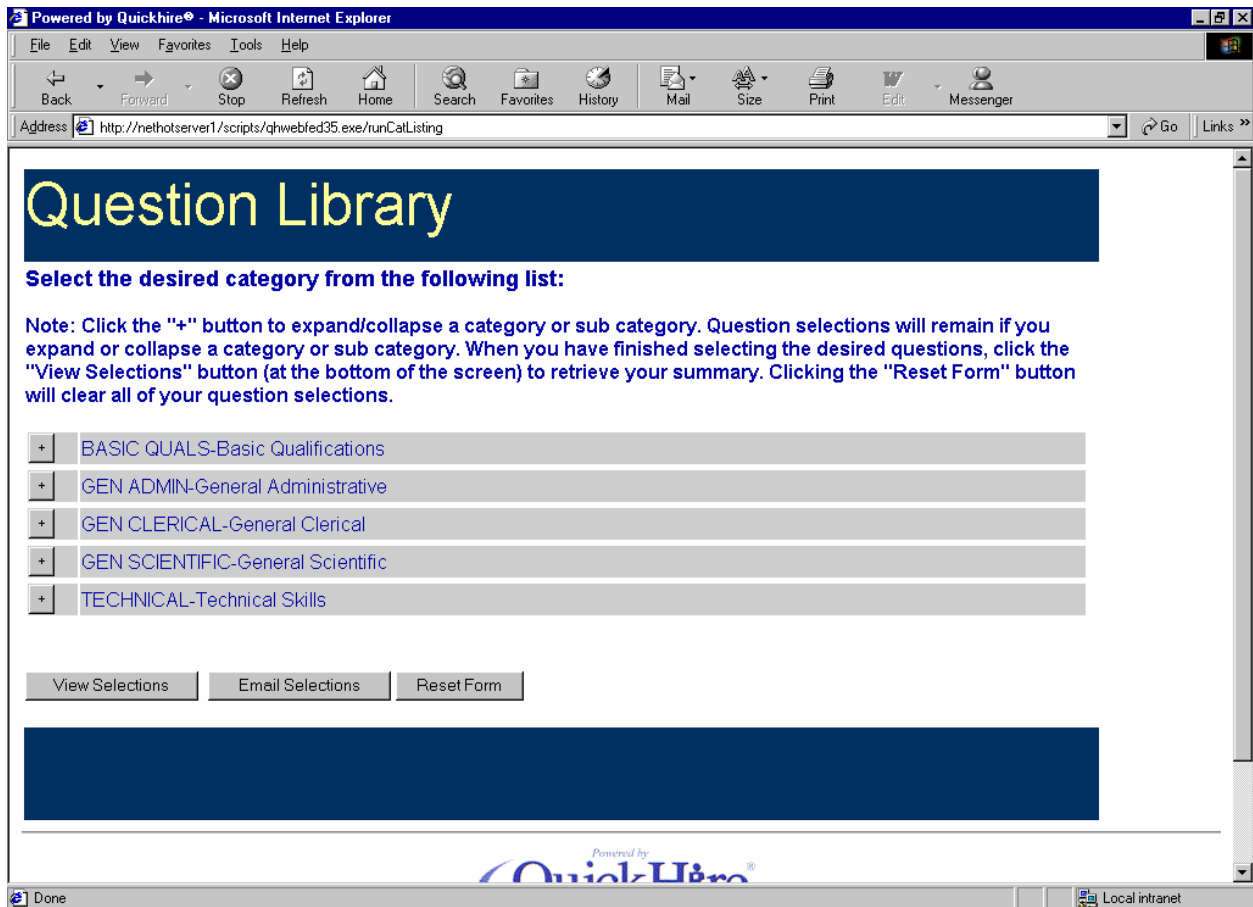 Powered by Quickhire® - Microsoft Internet Explorer
File Edit View Favorites Tools Help
Back Forward Stop Refresh Home Search Favorites History Mail Size Print Edit Messenger
Address http://nethotserver1/scripts/qhwebfed35.exe/runCatListing Go Links »
Question Library
Select the desired category from the following list:
Note: Click the "+" button to expand/collapse a category or sub category. Question selections will remain if you
expand or collapse a category or sub category. When you have finished selecting the desired questions, click the
"View Selections" button (at the bottom of the screen) to retrieve your summary. Clicking the "Reset Form" button
will clear all of your question selections.
+ BASIC QUALS-Basic Qualifications
+ GEN ADMIN-General Administrative
+ GEN CLERICAL-General Clerical
+ GEN SCIENTIFIC-General Scientific
+ TECHNICAL-Technical Skills
View Selections Email Selections Reset Form
Powered by
QuickHire®
Done Local intranet